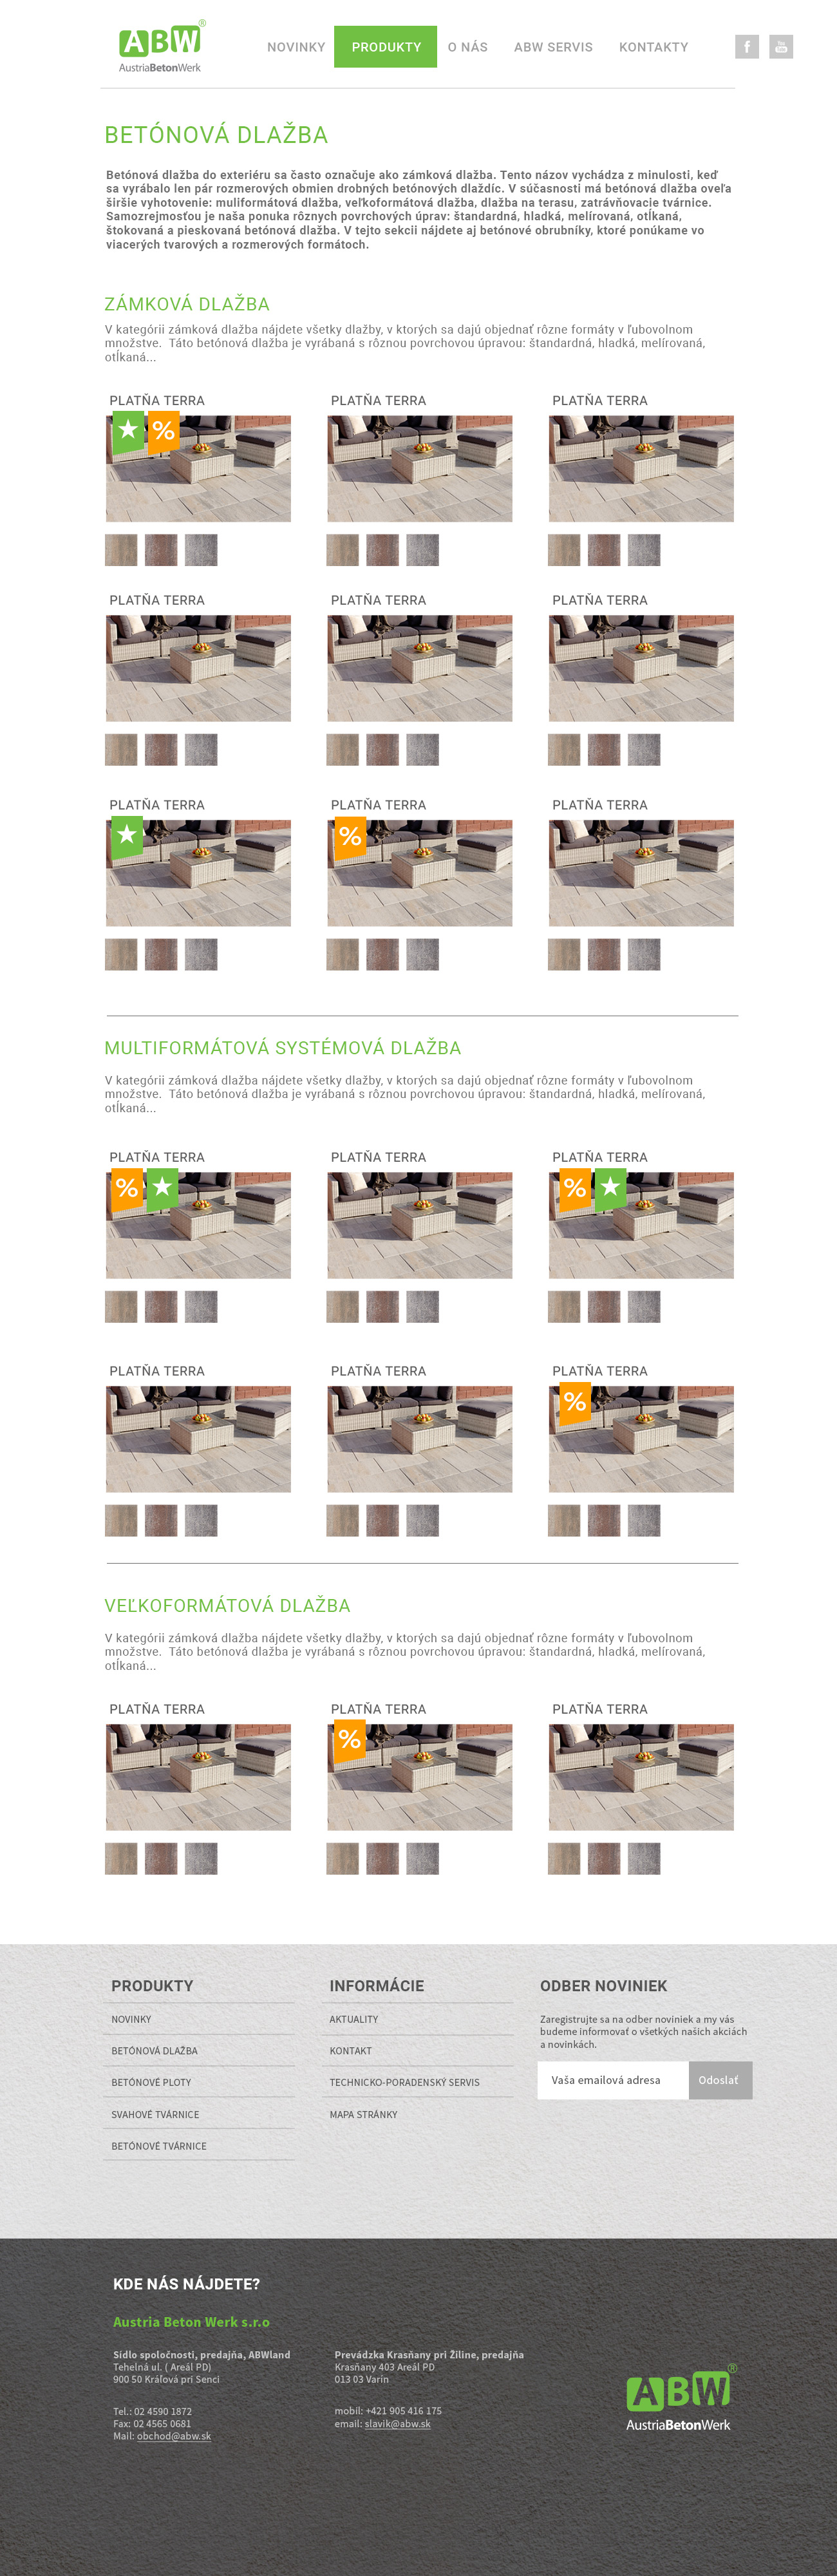 ABW®
AustriaBetonWerk
NOVINKY
PRODUKTY
O NÁS
ABW SERVIS
KONTAKTY
f
You
Tube
BETÓNOVÁ DLAŽBA
Betónová dlažba do exteriéru sa často označuje ako zámková dlažba. Tento názov vychádza z minulosti, keď
sa vyrábalo len pár rozmerových obmien drobných betónových dlaždíc. V súčasnosti má betónová dlažba oveľa
širšie vyhotovenie: muliformátová dlažba, veľkoformátová dlažba, dlažba na terasu, zatrávňovacie tvárnice.
Samozrejmosťou je naša ponuka rôznych povrchových úprav: štandardná, hladká, melírovaná, otĺkaná,
štokovaná a pieskovaná betónová dlažba. V tejto sekcii nájdete aj betónové obrubníky, ktoré ponúkame vo
viacerých tvarových a rozmerových formátoch.
ZÁMKOVÁ DLAŽBA
V kategórii zámková dlažba nájdete všetky dlažby, v ktorých sa dajú objednať rôzne formáty v ľubovolnom
množstve. Táto betónová dlažba je vyrábaná s rôznou povrchovou úpravou: štandardná, hladká, melírovaná,
otĺkaná...
PLATŇA TERRA
PLATŇA TERRA
PLATŇA TERRA
%
PLATŇA TERRA
PLATŇA TERRA
PLATŇA TERRA
PLATŇA TERRA
PLATŇA TERRA
PLATŇA TERRA
%
MULTIFORMÁTOVÁ SYSTÉMOVÁ DLAŽBA
V kategórii zámková dlažba nájdete všetky dlažby, v ktorých sa dajú objednať rôzne formáty v ľubovolnom
množstve. Táto betónová dlažba je vyrábaná s rôznou povrchovou úpravou: štandardná, hladká, melírovaná,
otĺkaná...
PLATŇA TERRA
PLATŇA TERRA
PLATŇA TERRA
%
%
PLATŇA TERRA
PLATŇA TERRA
PLATŇA TERRA
%
VEĽKOFORMÁTOVÁ DLAŽBA
V kategórii zámková dlažba nájdete všetky dlažby, v ktorých sa dajú objednať rôzne formáty v ľubovolnom
množstve. Táto betónová dlažba je vyrábaná s rôznou povrchovou úpravou: štandardná, hladká, melírovaná,
otĺkaná...
PLATŇA TERRA
PLATŇA TERRA
PLATŇA TERRA
%
PRODUKTY
NOVINKY
BETÓNOVÁ DLAŽBA
BETÓNOVÉ PLOTY
SVAHOVÉ TVÁRNICE
BETÓNOVÉ TVÁRNICE
INFORMÁCIE
AKTUALITY
KONTAKT
TECHNICKO-PORADENSKÝ SERVIS
MAPA STRÁNKY
ODBER NOVINIEK
Zaregistrujte sa na odber noviniek a my vás
budeme informovať o všetkých našich akciách
a novinkách.
Vaša emailová adresa
Odoslať
KDE NÁS NÁJDETE?
Austria Beton Werk s.r.o
Sídlo spoločnosti, predajňa, ABWland
Tehelná ul. ( Areál PD)
900 50 Kráľová pri Senci
Tel.: 02 4590 1872
Fax: 02 4565 0681
Mail: obchod@abw.sk
Prevádzka Krasňany pri Žiline, predajňa
Krasňany 403 Areál PD
013 03 Varín
mobil: +421 905 416 175
email: slavik@abw.sk
ABW®
AustriaBetonWerk